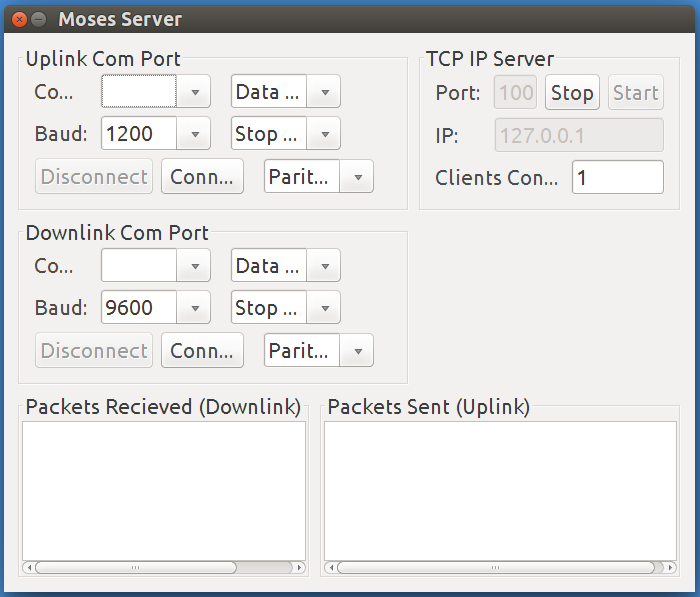 Moses Server
Uplink Com Port
Co... Data ...
Baud: 1200 Stop ...
Disconnect Conn... Parit...
TCP IP Server
Port: 100 Stop Start
IP: 127.0.0.1
Clients Con... 1
Downlink Com Port
Co... Data ...
Baud: 9600 Stop ...
Disconnect Conn... Parit...
Packets Recieved (Downlink)
Packets Sent (Uplink)